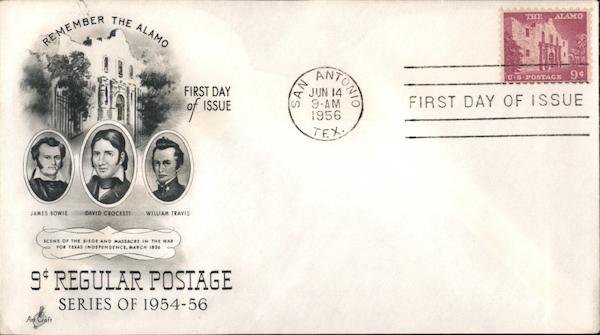 REMEMBER THE ALAMO
FIRST DAY
of ISSUE
JAMES BOWIE DAVID CROCKETT WILLIAM TRAVIS
SCENE OF THE SIEGE AND MASSACRE IN THE WAR
FOR TEXAS INDEPENDENCE, MARCH 1836
9¢ REGULAR POSTAGE
SERIES OF 1954-56
Art Craft
SAN ANTONIO
JUN 14
9-AM
1956
TEX.
THE ALAMO
U·S·POSTAGE 9¢
FIRST DAY OF ISSUE